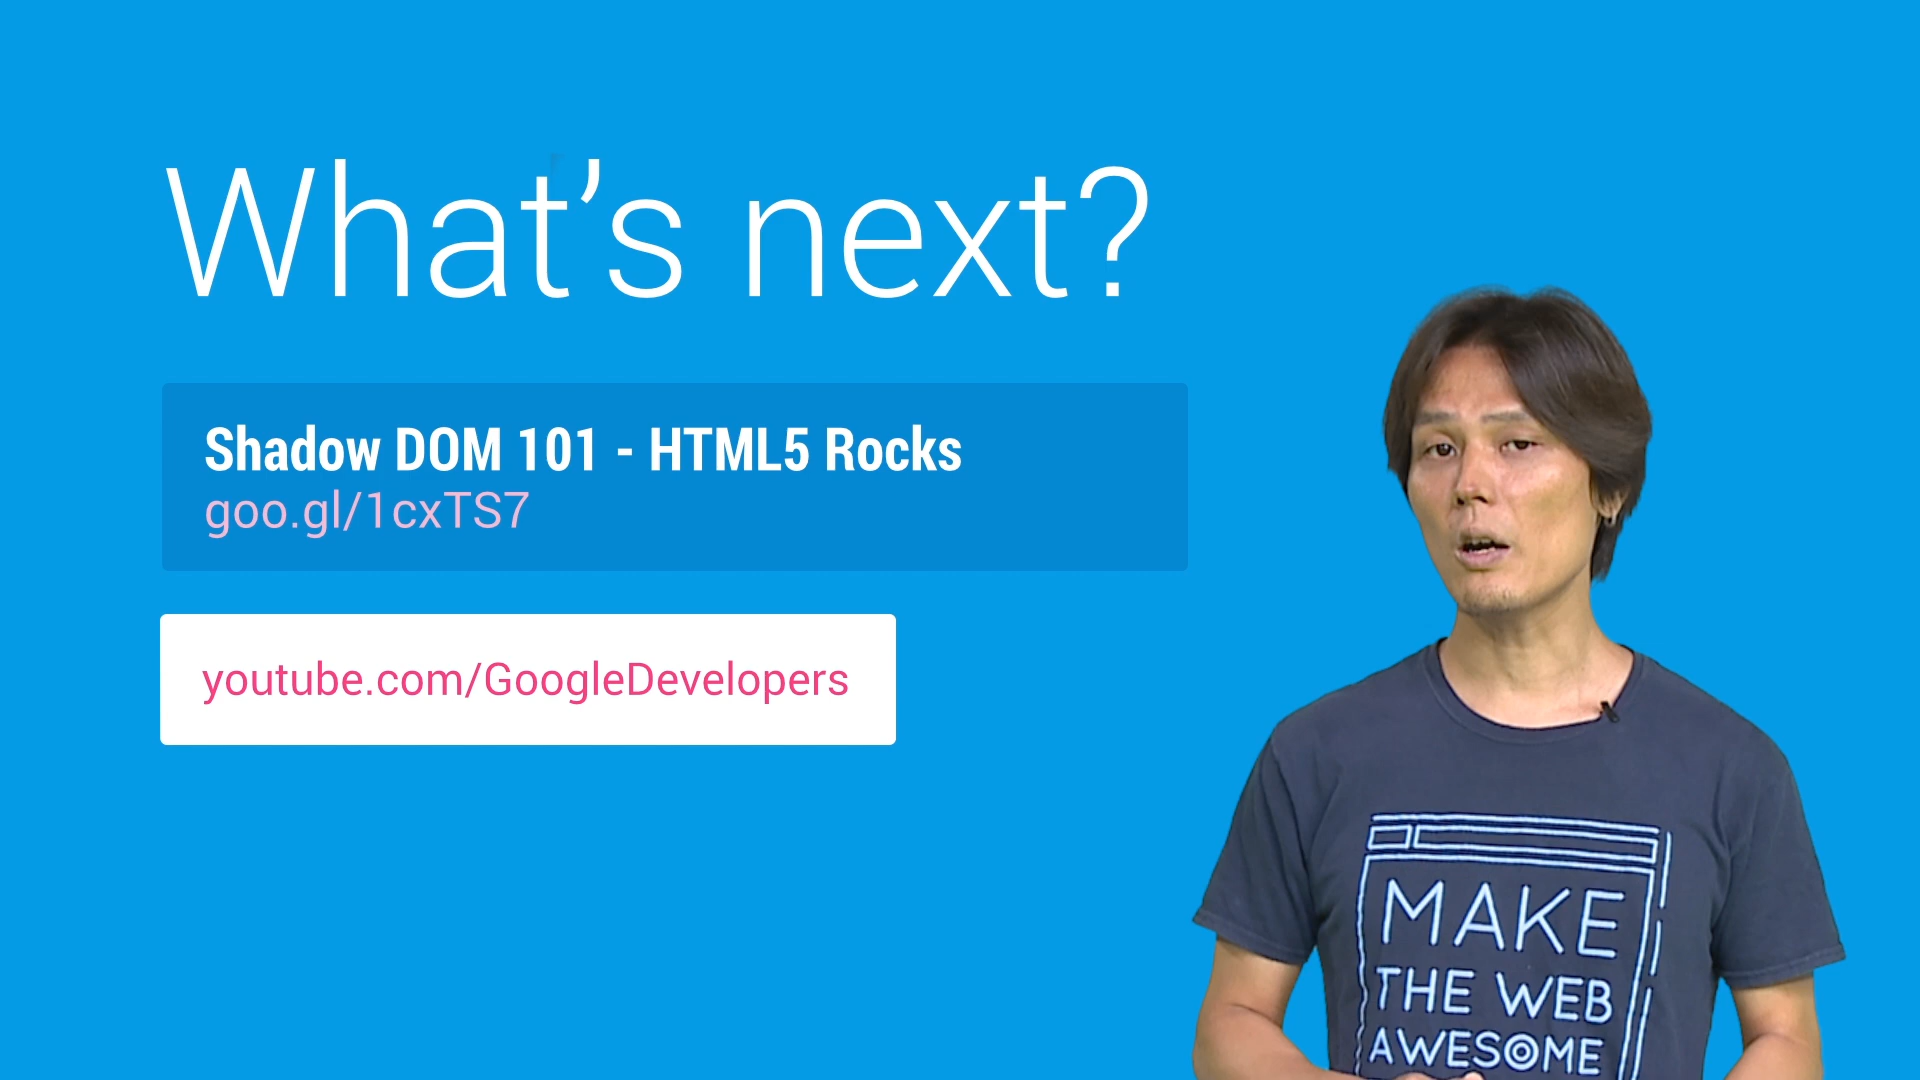 What’s next?
Shadow DOM 101 - HTML5 Rocks
goo.gl/1cxTS7
youtube.com/GoogleDevelopers
MAKE
THE WEB
AWESOME